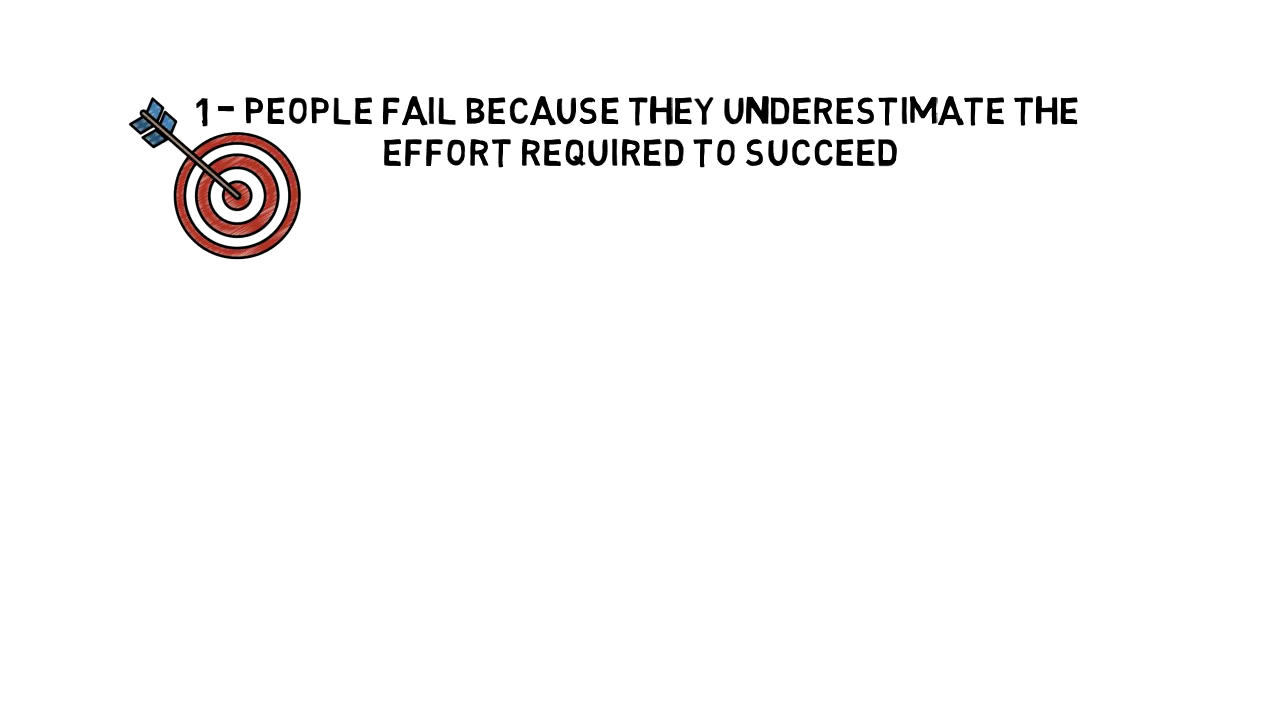 1 - PEOPLE FAIL BECAUSE THEY UNDERESTIMATE THE
EFFORT REQUIRED TO SUCCEED